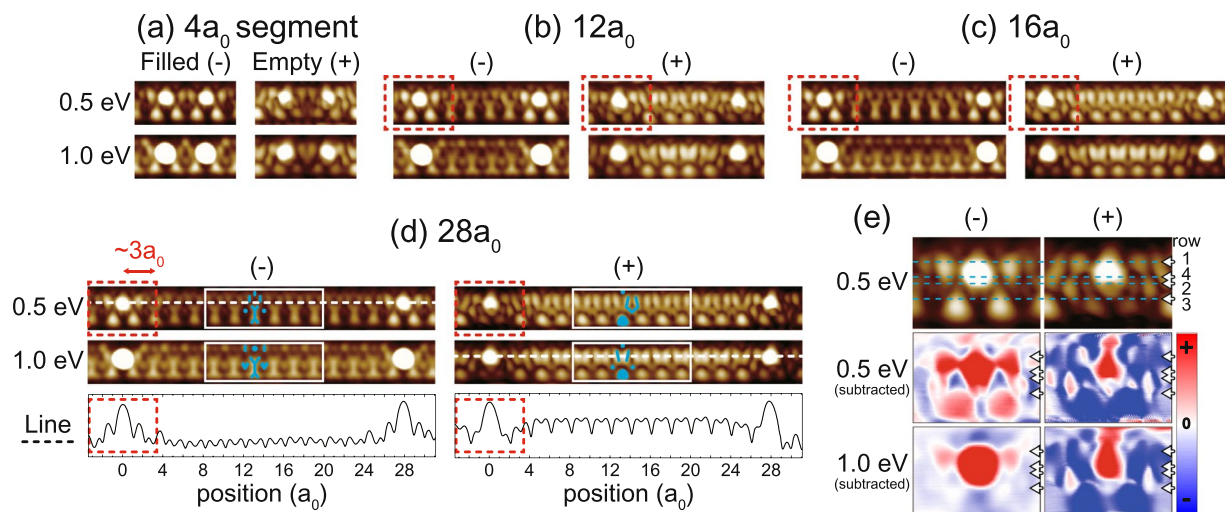 (a) 4a₀ segment
Filled (-) Empty (+)
0.5 eV
1.0 eV
(b) 12a₀
(-) (+)
(c) 16a₀
(-) (+)
(d) 28a₀
~3a₀
(-) (+)
0.5 eV
1.0 eV
Line
0 4 8 12 16 20 24 28
position (a₀)
0 4 8 12 16 20 24 28
position (a₀)
(e)
(-) (+)
row
1
4
2
3
0.5 eV
0.5 eV
(subtracted)
1.0 eV
(subtracted)
+
0
-